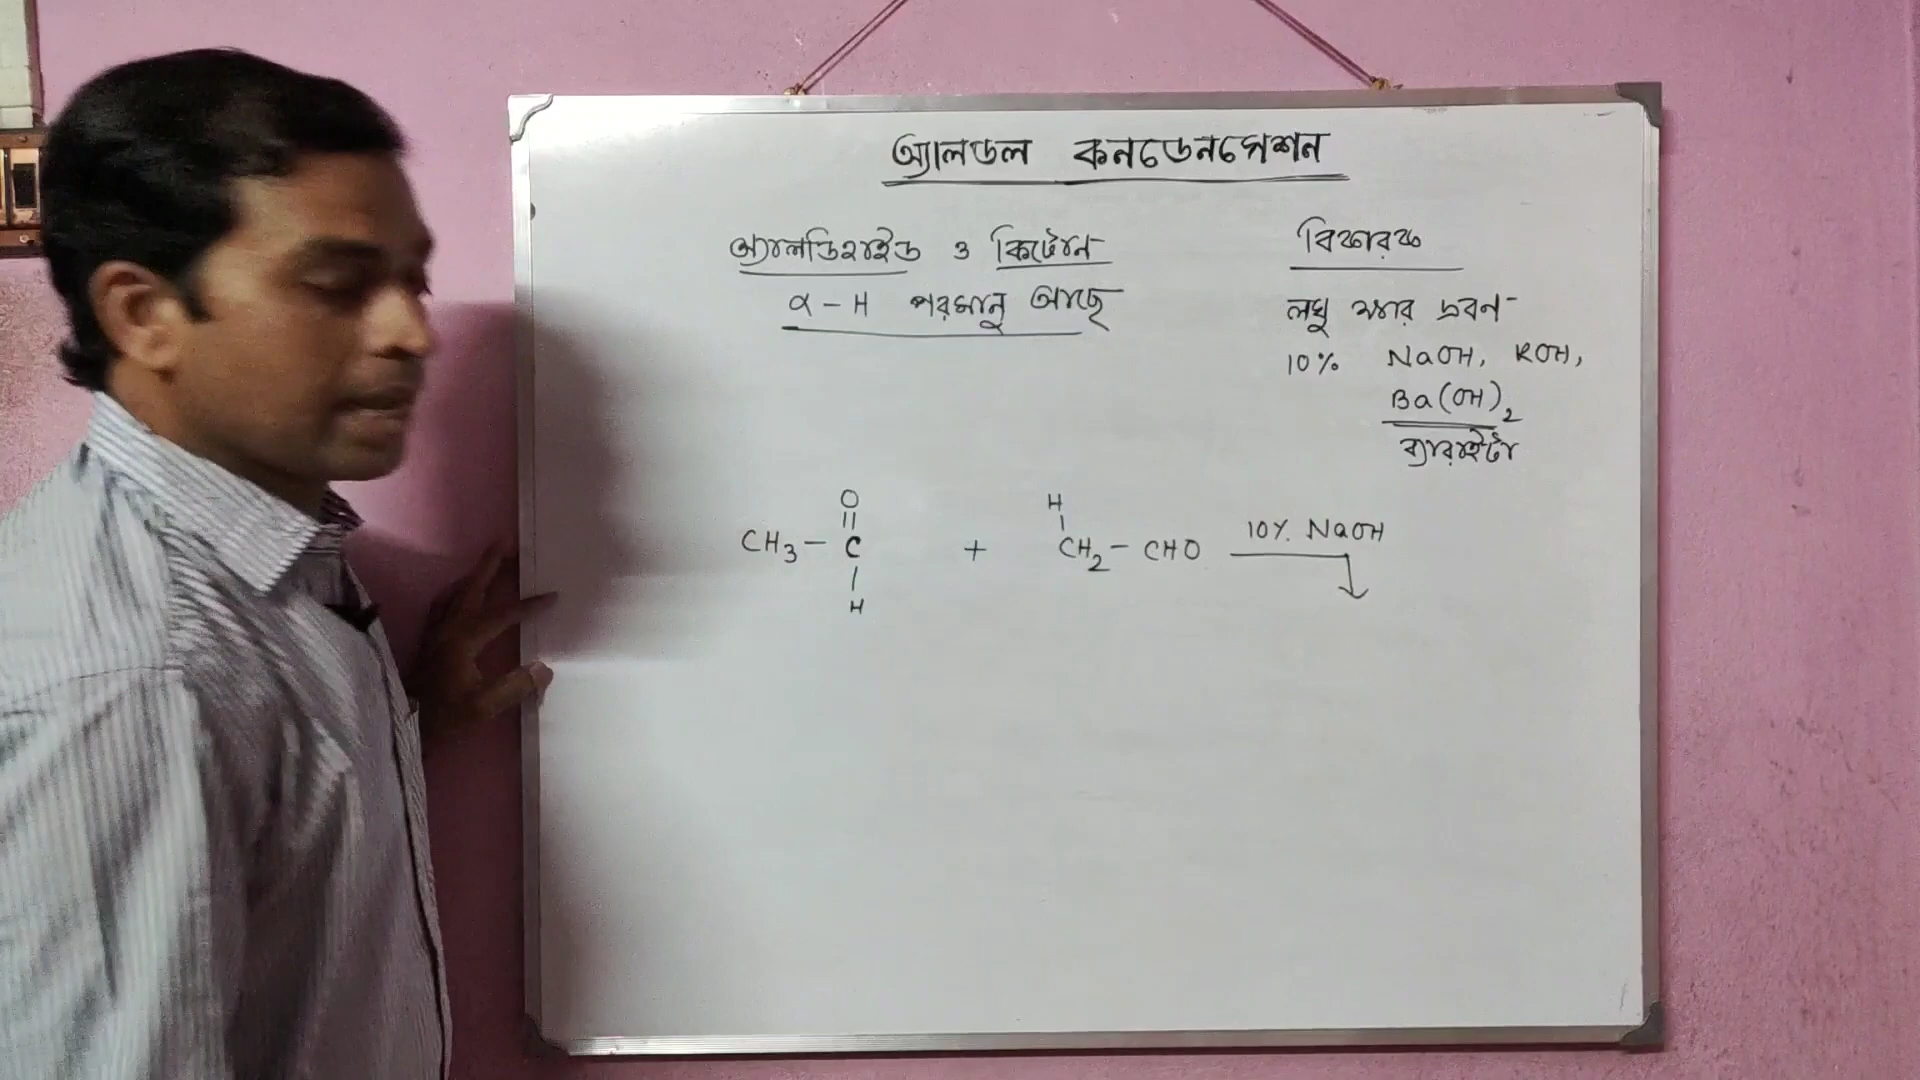 অ্যালডল কনডেনসেশন
অ্যালডিহাইড ও কিটোন
α - H পরমানু আছে
বিকারক
লঘু ক্ষার দ্রবন
10% NaOH, KOH,
Ba(OH)2
ব্যারাইটা
O
||
CH3 - C
|
H
+
H
|
CH2 - CHO
10% NaOH